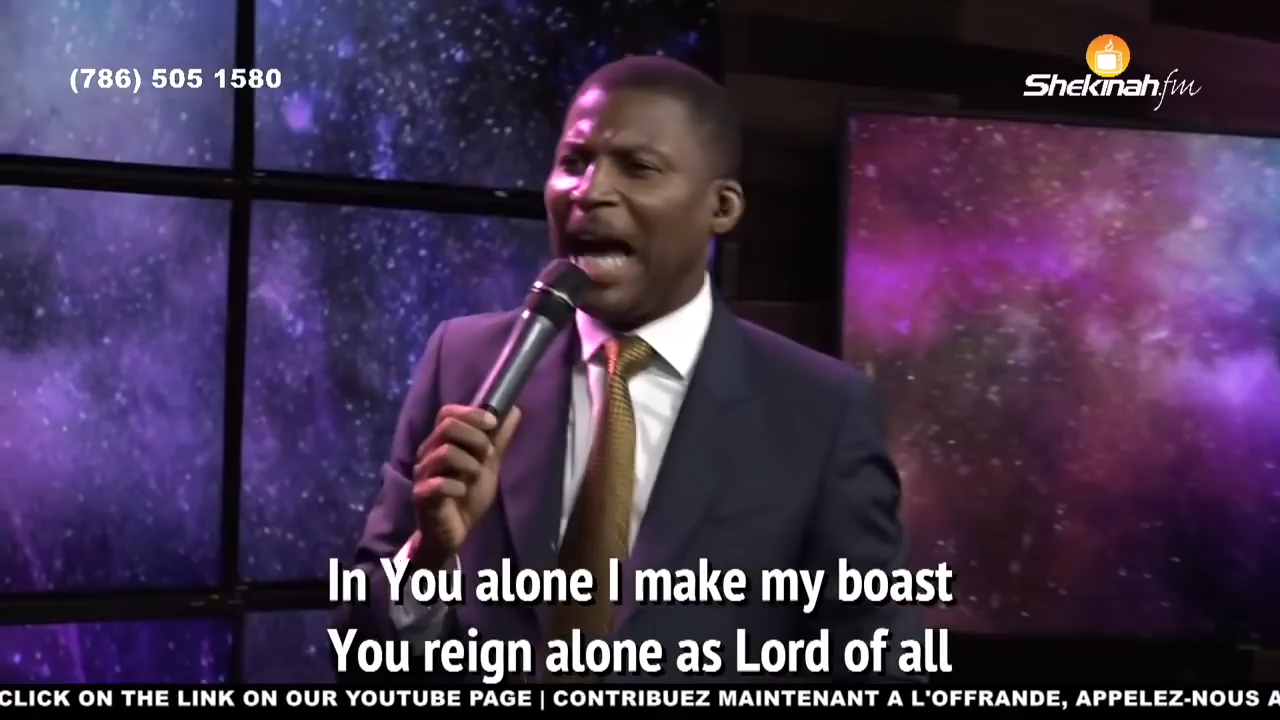 (786) 505 1580
Shekinah.fm
In You alone I make my boast
You reign alone as Lord of all
CLICK ON THE LINK ON OUR YOUTUBE PAGE | CONTRIBUEZ MAINTENANT A L'OFFRANDE, APPELEZ-NOUS A